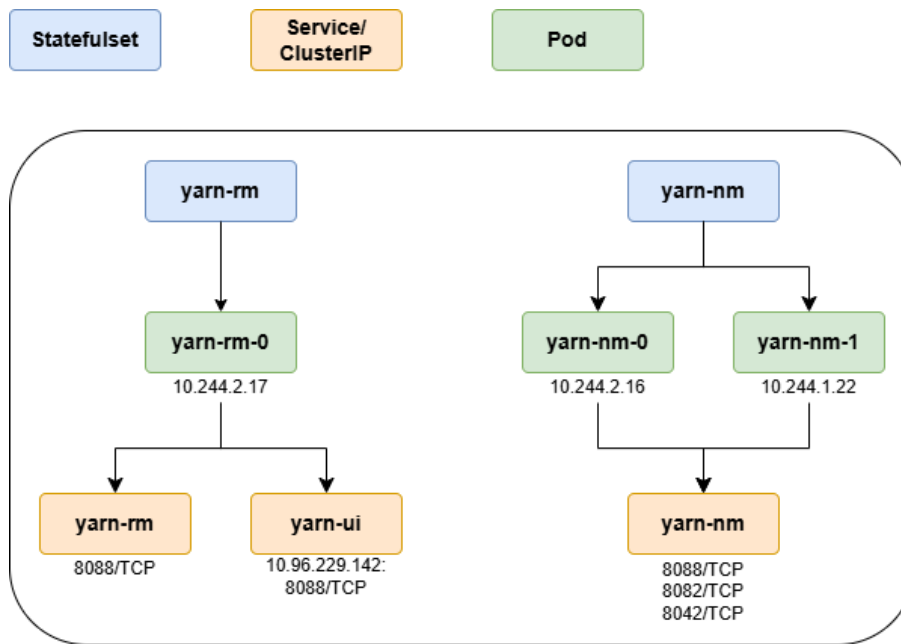 Statefulset
Service/
ClusterIP
Pod
yarn-rm
yarn-nm
yarn-rm-0
yarn-nm-0
yarn-nm-1
10.244.2.17
10.244.2.16
10.244.1.22
yarn-rm
yarn-ui
yarn-nm
8088/TCP
10.96.229.142:
8088/TCP
8088/TCP
8082/TCP
8042/TCP